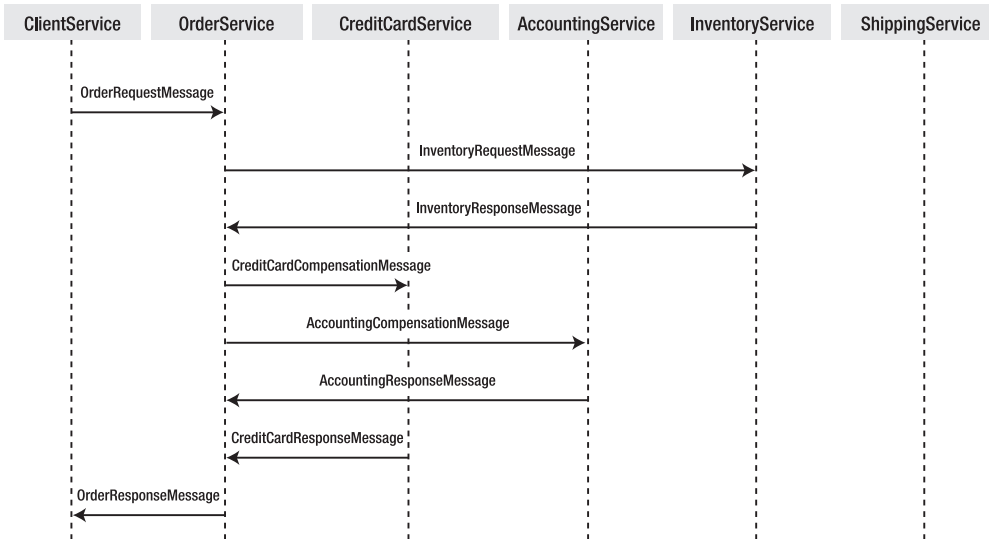 ClientService OrderService CreditCardService AccountingService InventoryService ShippingService
OrderRequestMessage
InventoryRequestMessage
InventoryResponseMessage
CreditCardCompensationMessage
AccountingCompensationMessage
AccountingResponseMessage
CreditCardResponseMessage
OrderResponseMessage